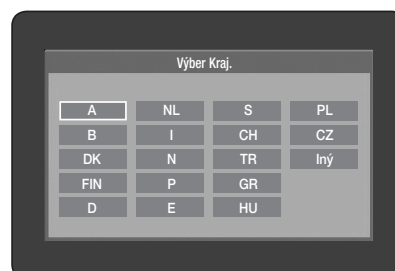 Výber Kraj.
A NL S PL
B I CH CZ
DK N TR Iný
FIN P GR
D E HU